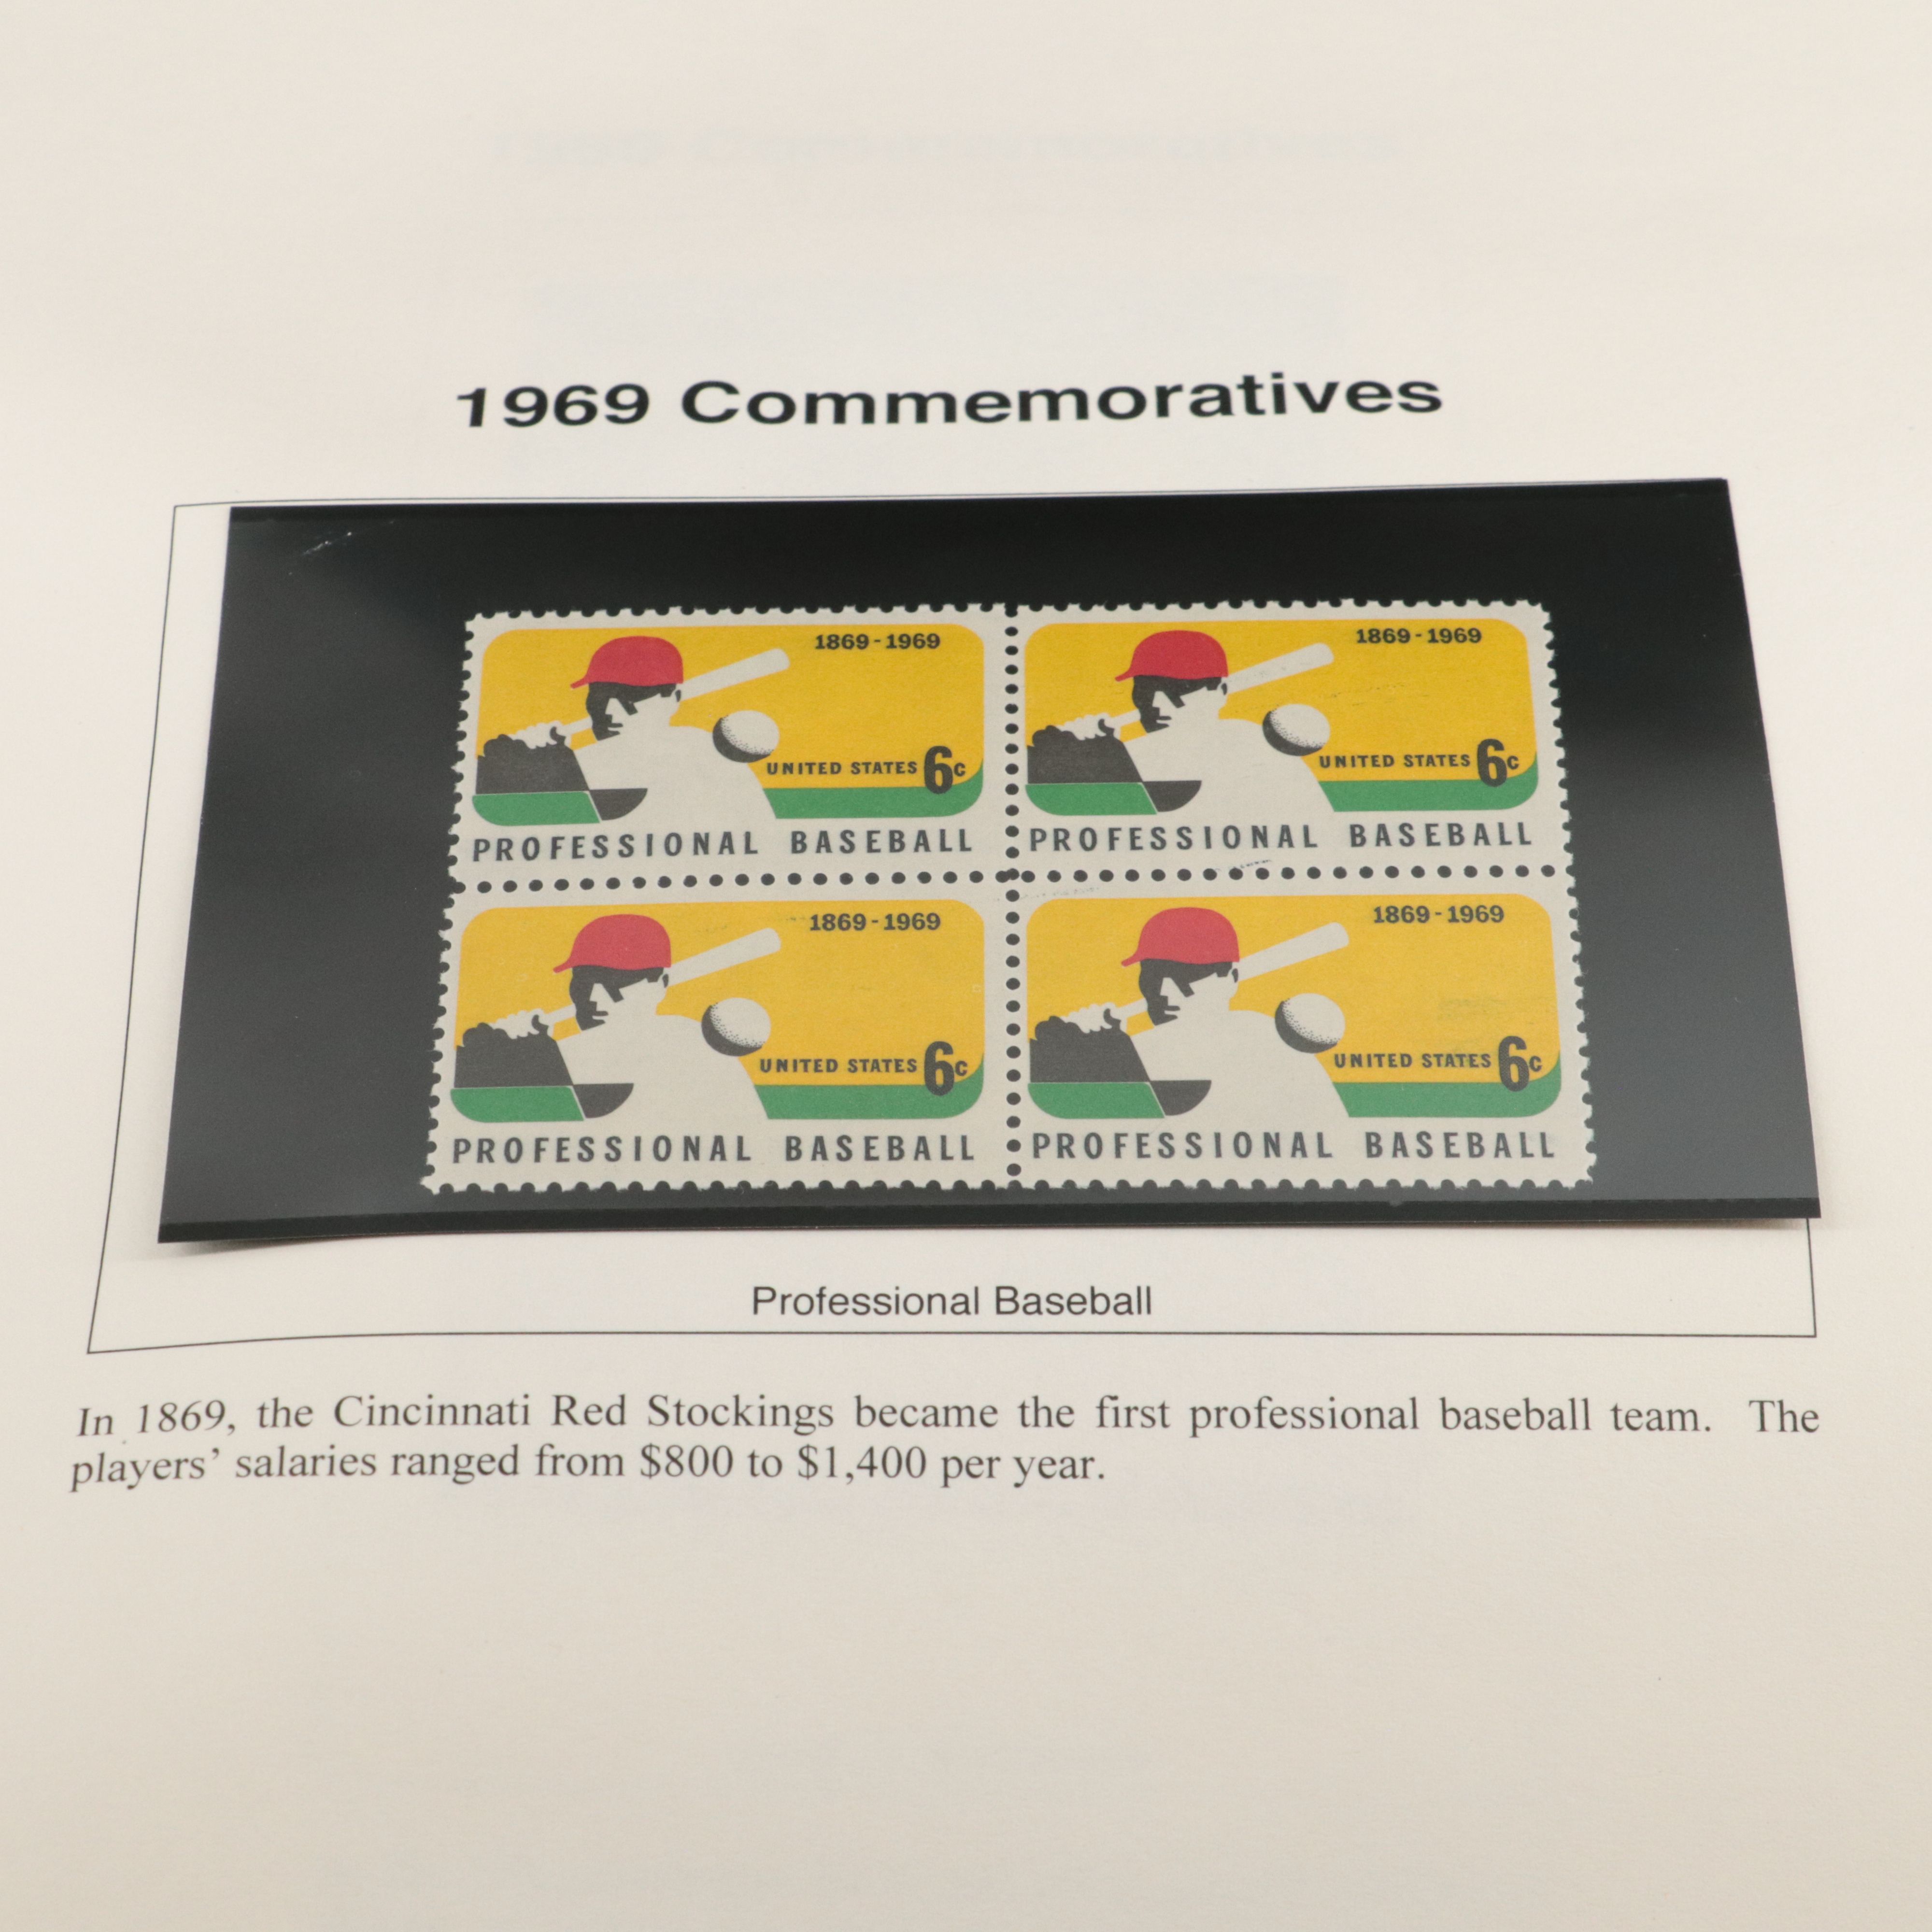 1969 Commemoratives
1869-1969
UNITED STATES 6c
PROFESSIONAL BASEBALL
1869-1969
UNITED STATES 6c
PROFESSIONAL BASEBALL
1869-1969
UNITED STATES 6c
PROFESSIONAL BASEBALL
1869-1969
UNITED STATES 6c
PROFESSIONAL BASEBALL
Professional Baseball
In 1869, the Cincinnati Red Stockings became the first professional baseball team. The
players’ salaries ranged from $800 to $1,400 per year.